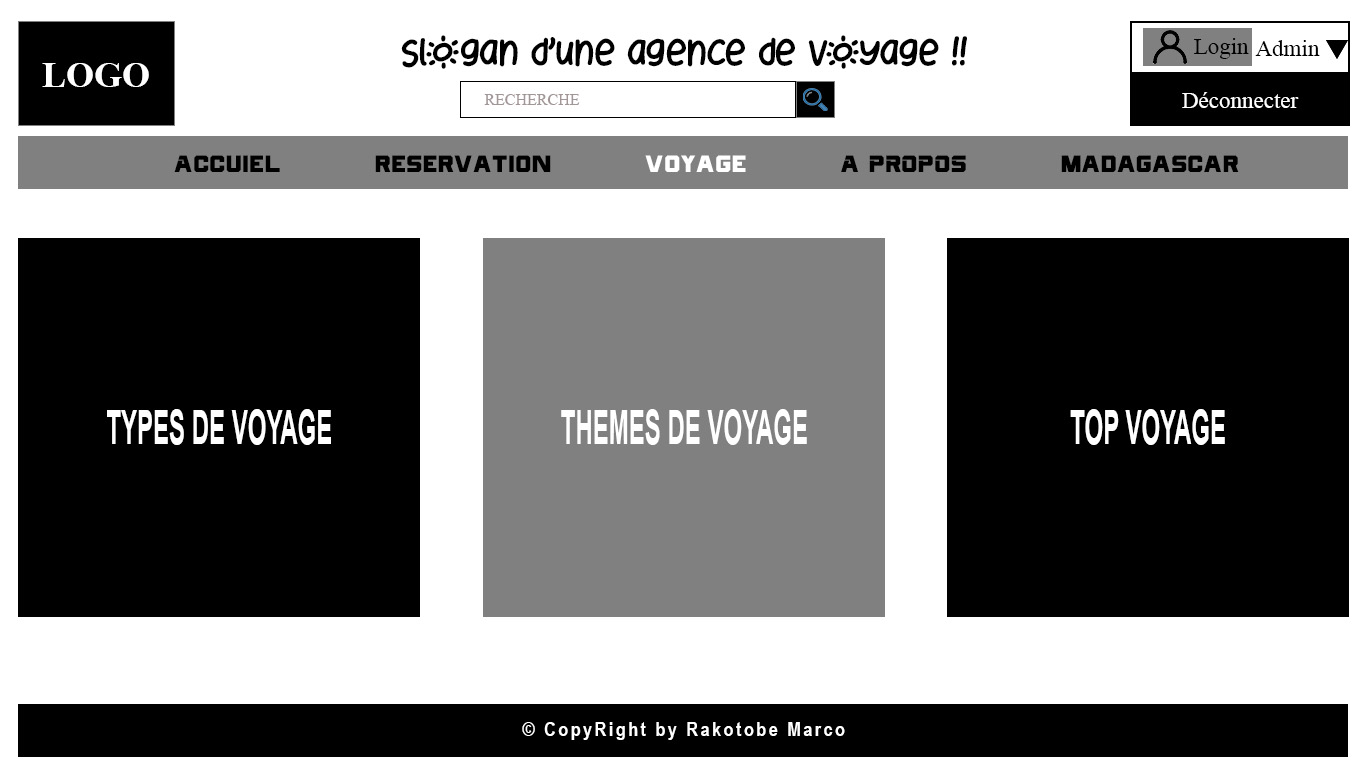 LOGO
slogan d'une agence de voyage !!
RECHERCHE
Login Admin
Déconnecter
ACCUIEL RESERVATION VOYAGE A PROPOS MADAGASCAR
TYPES DE VOYAGE
THEMES DE VOYAGE
TOP VOYAGE
© CopyRight by Rakotobe Marco